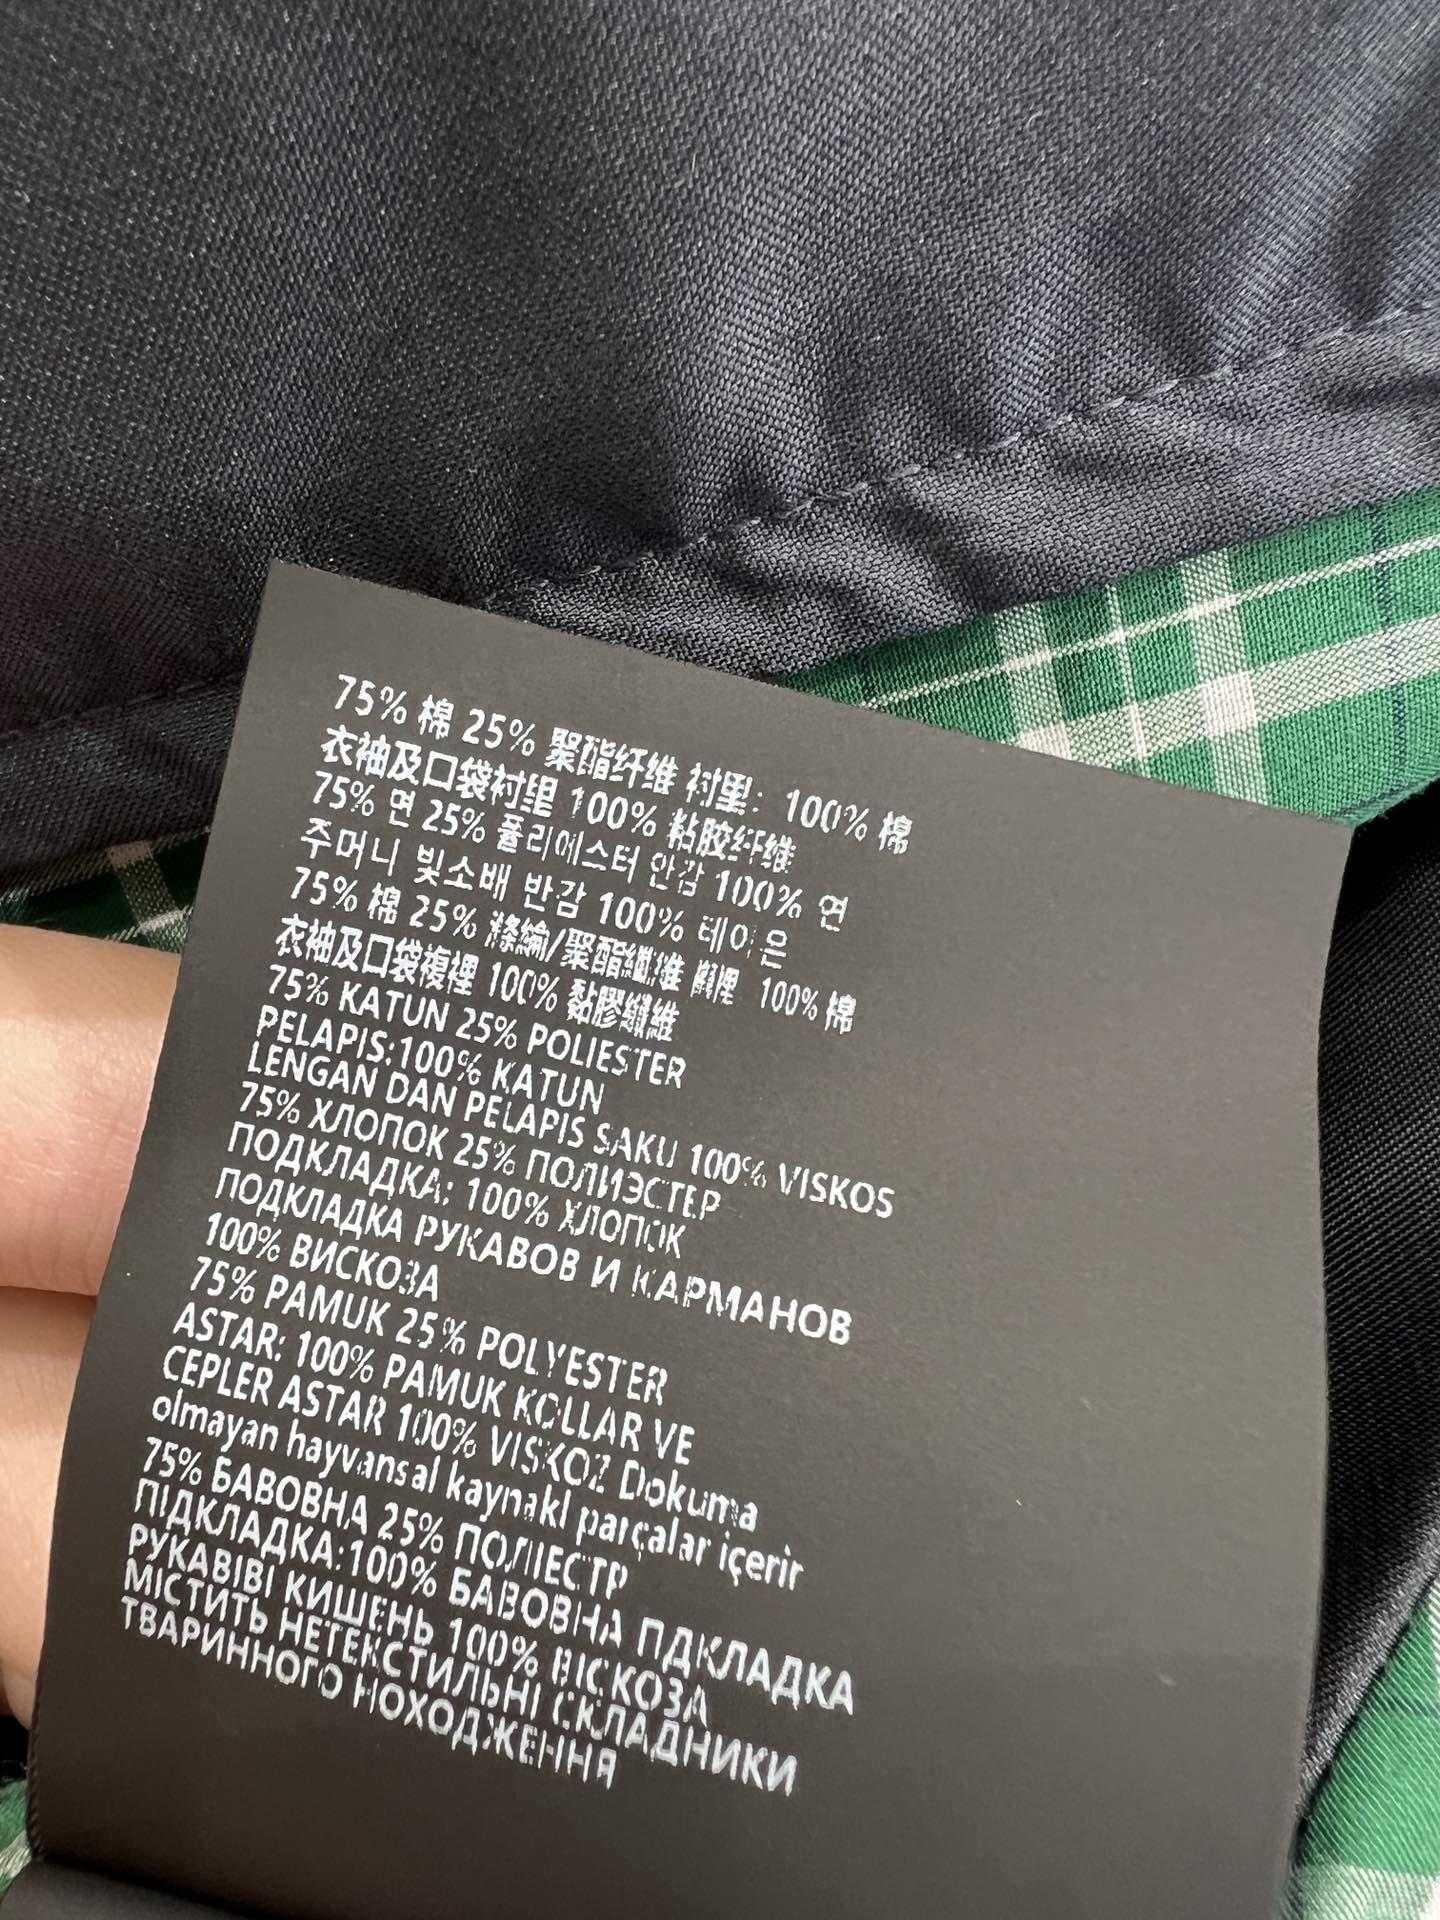 75% 棉 25% 聚酯纤维 衬里: 100% 棉
衣袖及口袋衬里 100% 粘胶纤维
75% 면 25% 폴리에스터 안감 100% 면
주머니 및소배 반감 100% 레이온
75% 棉 25% 滌綸/聚酯纖維 襯裡 100% 棉
衣袖及口袋複裡 100% 黏膠纖維
75% KATUN 25% POLIESTER
PELAPIS:100% KATUN
LENGAN DAN PELAPIS SAKU 100% VISKOS
75% ХЛОПОК 25% ПОЛИЭСТЕР
ПОДКЛАДКА: 100% ХЛОПОК
ПОДКЛАДКА РУКАВОВ И КАРМАНОВ
100% ВИСКОЗА
75% PAMUK 25% POLYESTER
ASTAR: 100% PAMUK KOLLAR VE
CEPLER ASTAR 100% VISKOZ Dokuma
olmayan hayvansal kaynakl parçalar içerir
75% БАВОВНА 25% ПОЛІЕСТР
ПІДКЛАДКА:100% БАВОВНА ПДКЛАДКА
РУКАВІВІ КИШЕНЬ 100% ВІСКОЗА
МІСТИТЬ НЕТЕКСТИЛЬНІ СКЛАДНИКИ
ТВАРИННОГО НОХОДЖЕННЯ